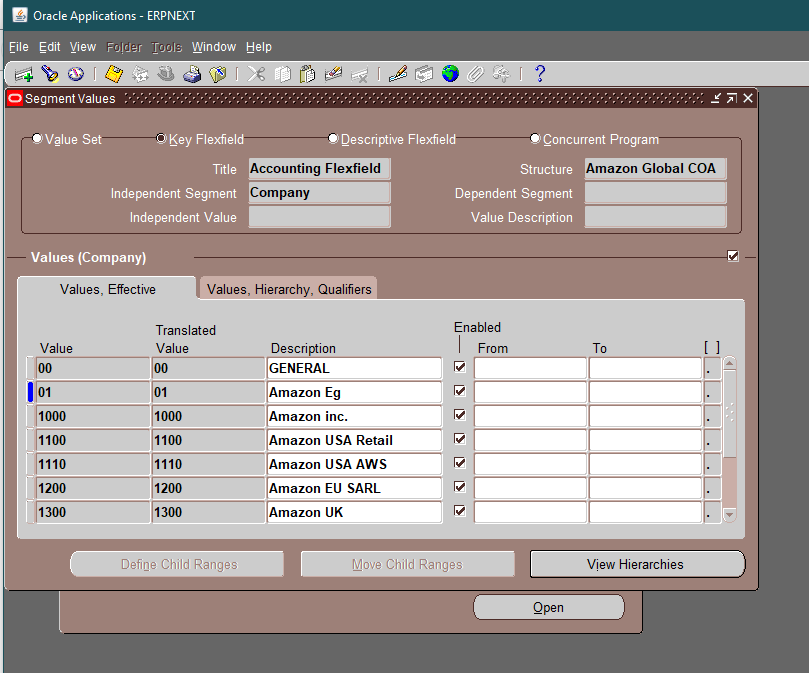 Oracle Applications - ERPNEXT
File Edit View Folder Tools Window Help
?
Segment Values
Value Set Key Flexfield Descriptive Flexfield Concurrent Program
Title Accounting Flexfield Structure Amazon Global COA
Independent Segment Company Dependent Segment
Independent Value Value Description
Values (Company)
Values, Effective Values, Hierarchy, Qualifiers
Translated Enabled
Value Value Description From To [ ]
00 00 GENERAL .
01 01 Amazon Eg .
1000 1000 Amazon inc. .
1100 1100 Amazon USA Retail .
1110 1110 Amazon USA AWS .
1200 1200 Amazon EU SARL .
1300 1300 Amazon UK .
Define Child Ranges Move Child Ranges View Hierarchies
Open